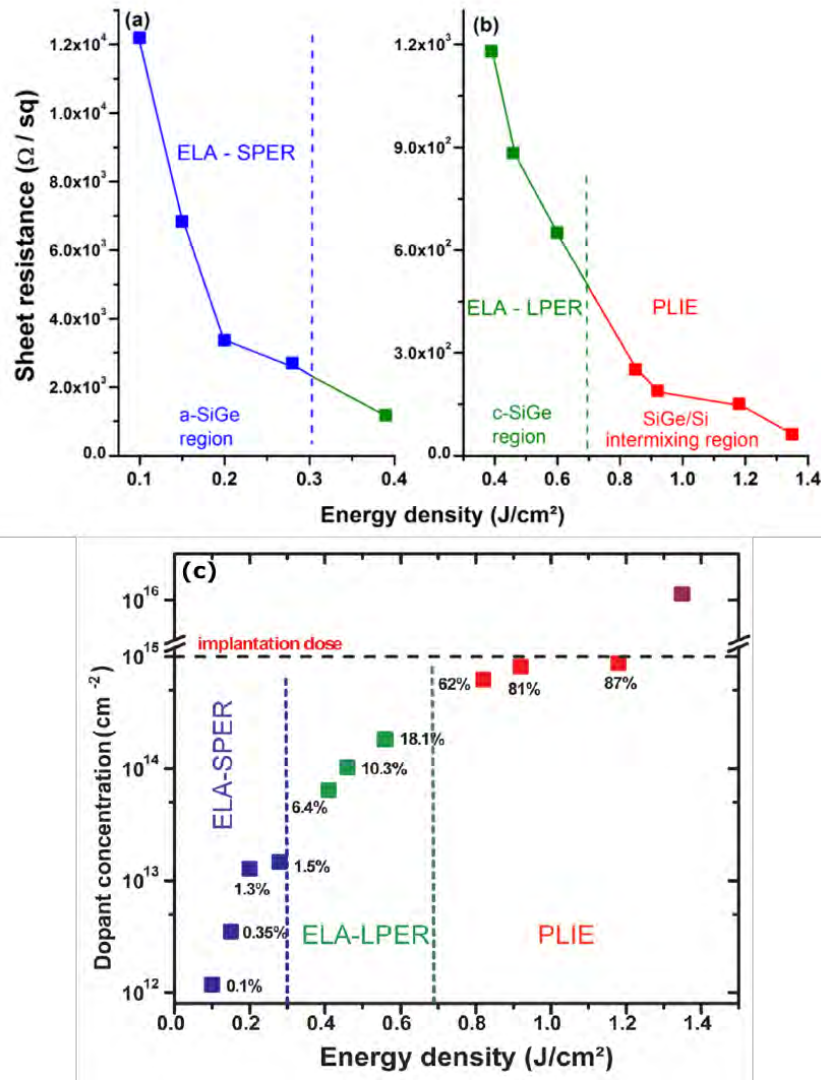 (a)
1.2x10⁴
1.0x10⁴
8.0x10³
6.0x10³
4.0x10³
2.0x10³
0.0
Sheet resistance (Ω / sq)
ELA - SPER
a-SiGe
region
0.1
0.2
0.3
0.4
(b)
1.2x10³
9.0x10²
6.0x10²
3.0x10²
0.0
ELA - LPER
PLIE
c-SiGe
region
SiGe/Si
intermixing region
0.4
0.6
0.8
1.0
1.2
1.4
Energy density (J/cm²)
(c)
10¹⁶
10¹⁵
10¹⁴
10¹³
10¹²
Dopant concentration (cm⁻²)
implantation dose
62%
81%
87%
18.1%
10.3%
6.4%
1.5%
1.3%
0.35%
0.1%
ELA-SPER
ELA-LPER
PLIE
0.0
0.2
0.4
0.6
0.8
1.0
1.2
1.4
Energy density (J/cm²)